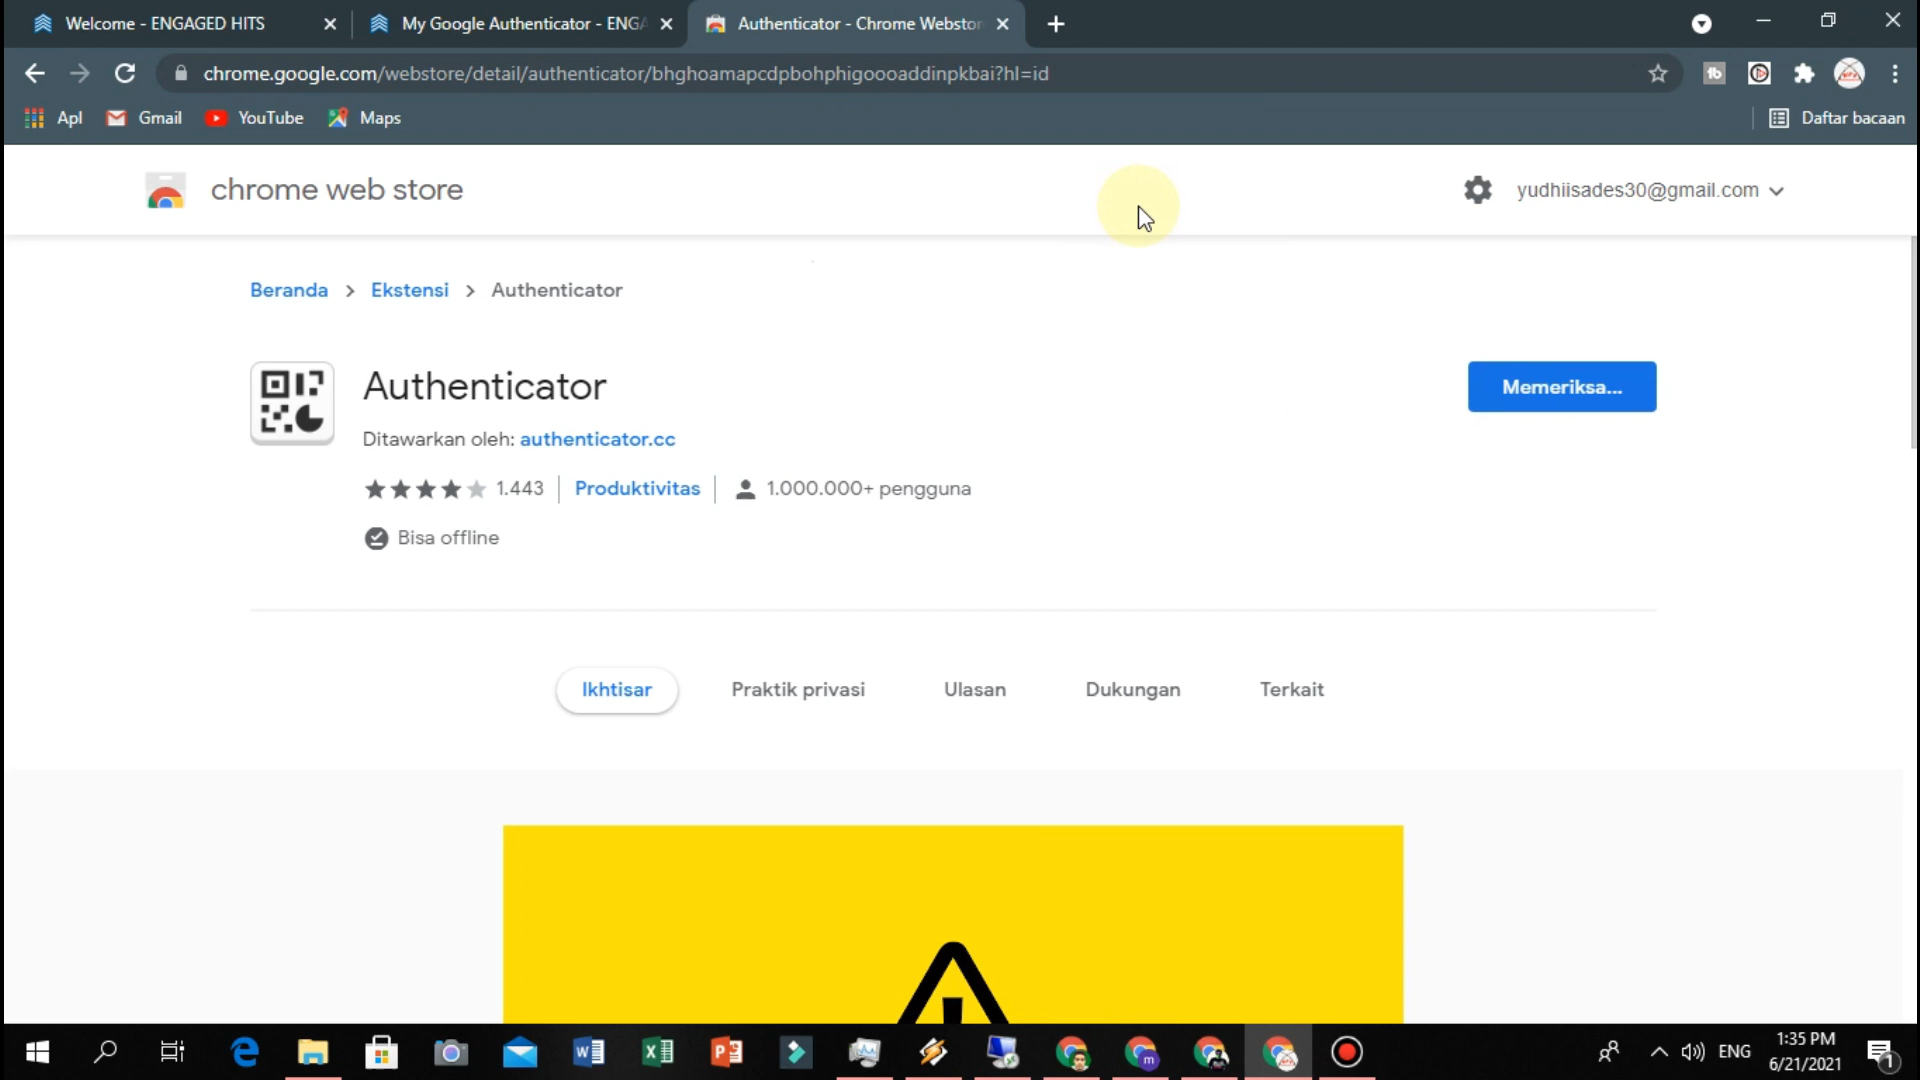 Welcome - ENGAGED HITS
My Google Authenticator - ENGA
Authenticator - Chrome Webstor
chrome.google.com/webstore/detail/authenticator/bhghoamapcdpbohphigoooaddinpkbai?hl=id
Apl
Gmail
YouTube
Maps
Daftar bacaan
chrome web store
yudhiisades30@gmail.com
Beranda > Ekstensi > Authenticator
Authenticator
Memeriksa...
Ditawarkan oleh: authenticator.cc
1.443
Produktivitas
1.000.000+ pengguna
Bisa offline
Ikhtisar
Praktik privasi
Ulasan
Dukungan
Terkait
ENG
1:35 PM
6/21/2021
1